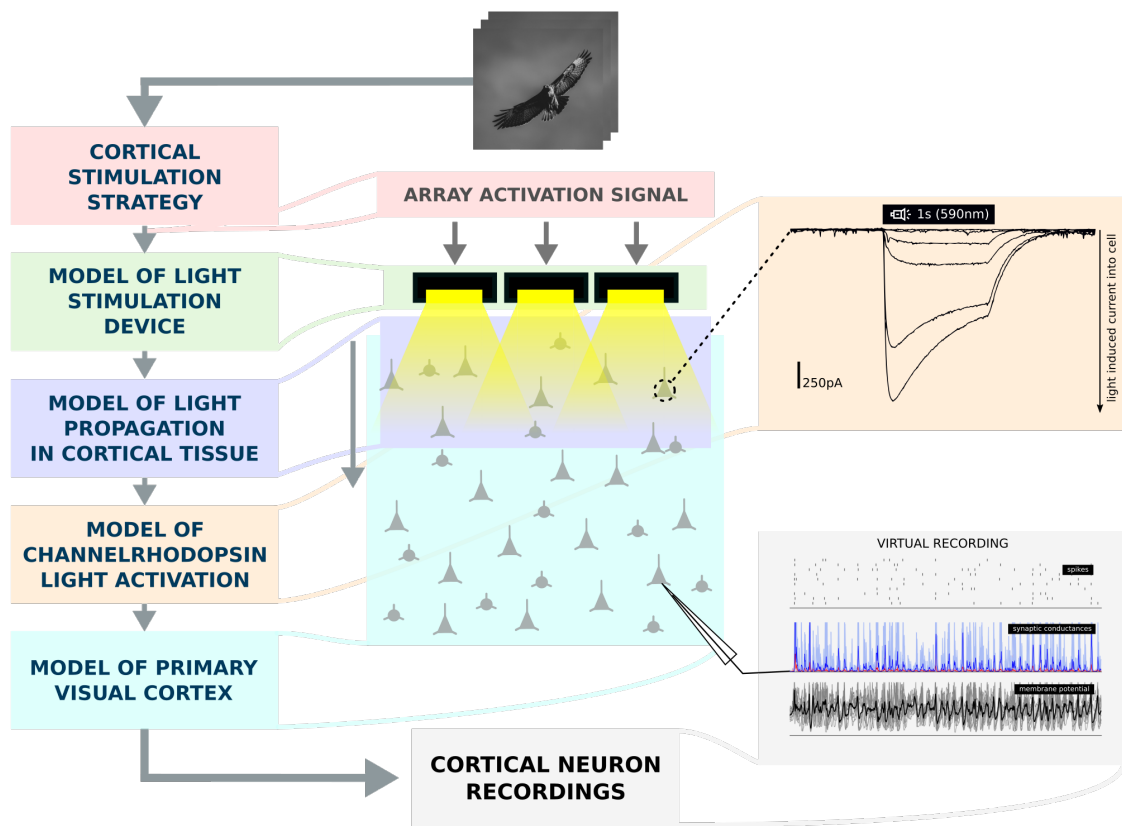 CORTICAL
STIMULATION
STRATEGY
ARRAY ACTIVATION SIGNAL
MODEL OF LIGHT
STIMULATION
DEVICE
MODEL OF LIGHT
PROPAGATION
IN CORTICAL TISSUE
MODEL OF
CHANNELRHODOPSIN
LIGHT ACTIVATION
MODEL OF PRIMARY
VISUAL CORTEX
CORTICAL NEURON
RECORDINGS
1s (590nm)
250pA
light induced current into cell
VIRTUAL RECORDING
spikes
synaptic conductances
membrane potential